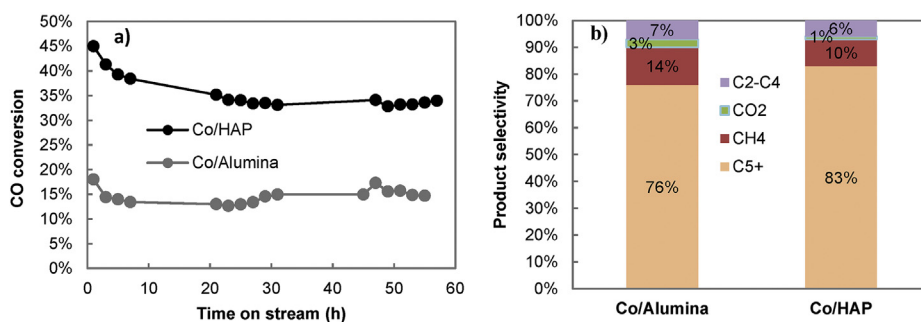 a)
50%
45%
40%
35%
30%
25%
20%
15%
10%
5%
0%
CO conversion
Co/HAP
Co/Alumina
0 10 20 30 40 50 60
Time on stream (h)
b)
100%
90%
80%
70%
60%
50%
40%
30%
20%
10%
0%
Product selectivity
7%
3%
14%
76%
6%
1%
10%
83%
C2-C4
CO2
CH4
C5+
Co/Alumina Co/HAP